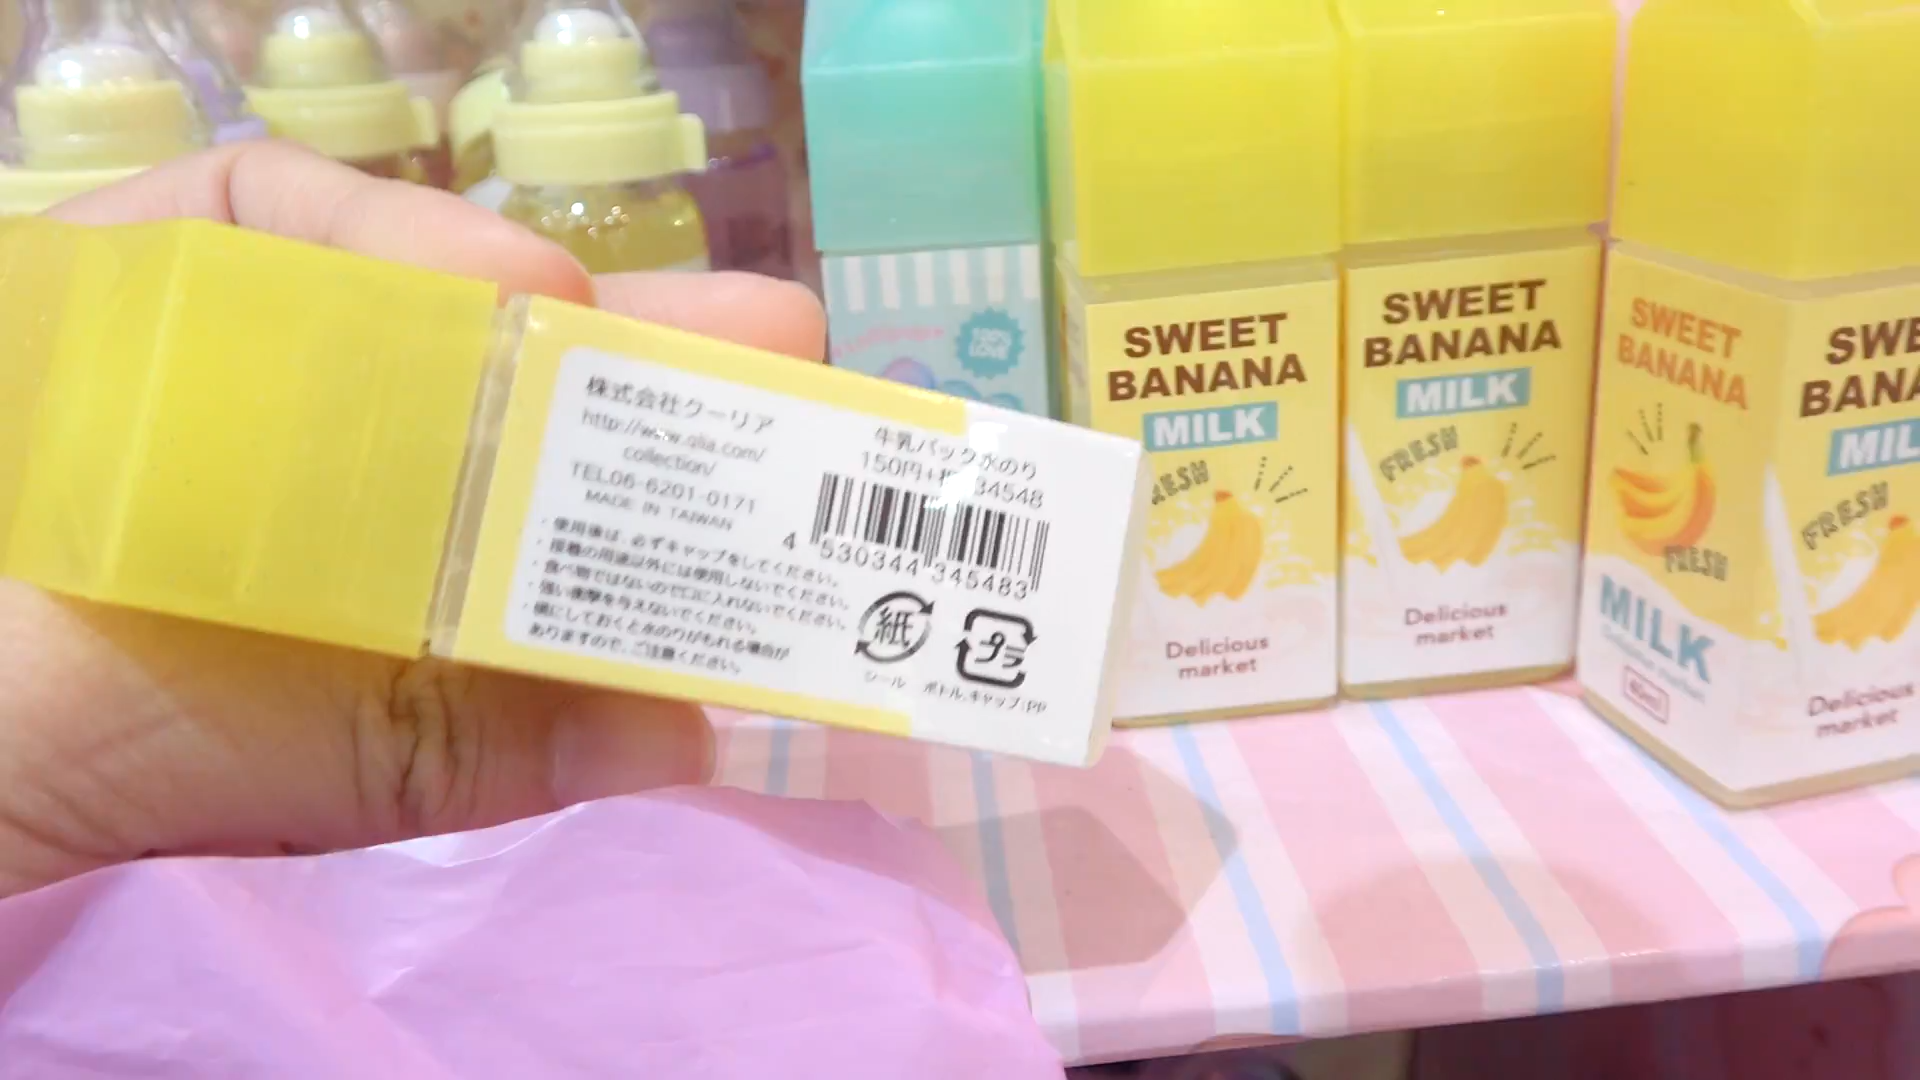 株式会社クーリア
http://www.qlia.com/
collection/
TEL06-6201-0171
MADE IN TAIWAN
牛乳パック水のり
150円+ 34548
4 530344 345483
・使用後は、必ずキャップをしてください。
・接着の用途以外には使用しないでください。
・食べ物ではないので口に入れないでください。
・強い衝撃を与えないでください。
・横にしておくと水のりがもれる場合が
ありますので、ご注意ください。
紙
シール
プラ
ボトル,キャップ:PP
100%
LOVE
SWEET
BANANA
MILK
FRESH
Delicious
market
SWEET
BANANA
MILK
FRESH
Delicious
market
SWEET
BANANA
FRESH
MILK
SWE
BANA
MIL
FRESH
Delicious
market